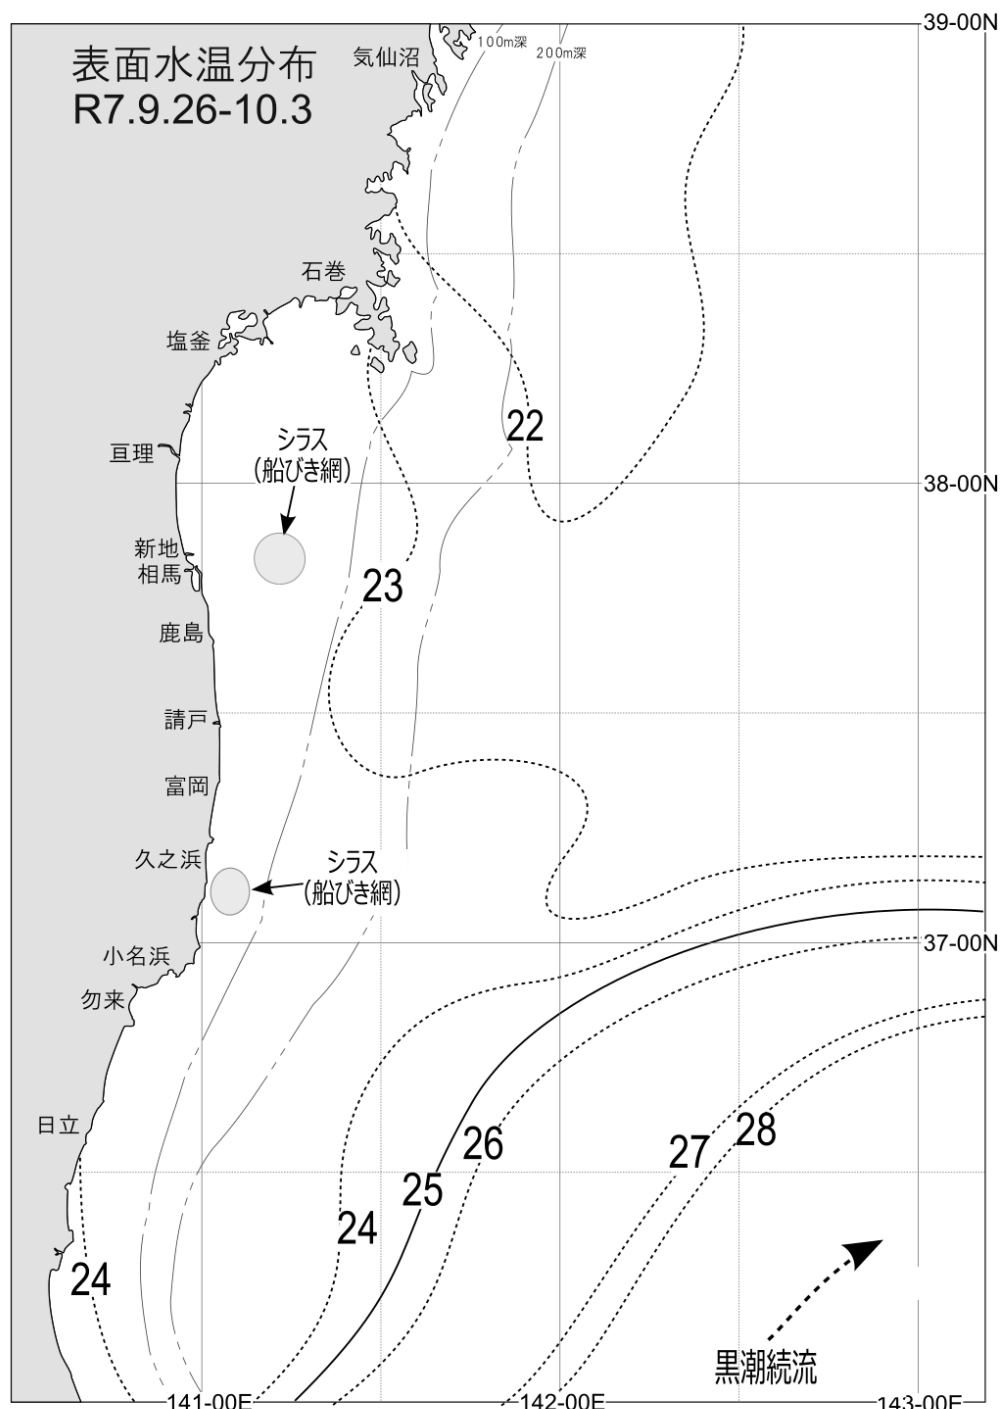 39-00N
表面水温分布
R7.9.26-10.3
気仙沼
100m深
200m深
石巻
塩釜
22
亘理
シラス
(船びき網)
38-00N
新地
相馬
23
鹿島
請戸
富岡
久之浜
シラス
(船びき網)
37-00N
小名浜
勿来
日立
28
26
27
25
24
24
黒潮続流
141-00E
142-00E
143-00E